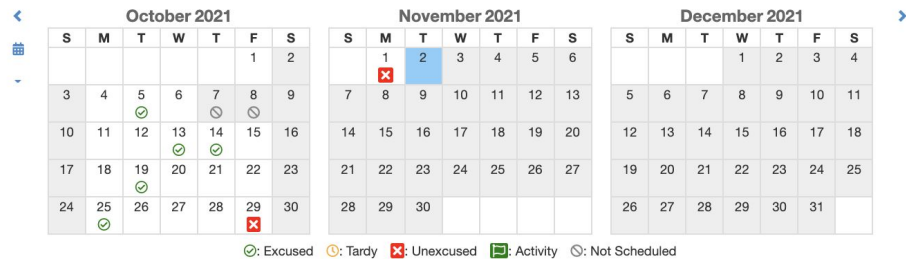 October 2021 November 2021 December 2021
S M T W T F S S M T W T F S S M T W T F S
1 2 1 2 3 4 5 6 1 2 3 4
3 4 5 6 7 8 9 7 8 9 10 11 12 13 5 6 7 8 9 10 11
10 11 12 13 14 15 16 14 15 16 17 18 19 20 12 13 14 15 16 17 18
17 18 19 20 21 22 23 21 22 23 24 25 26 27 19 20 21 22 23 24 25
24 25 26 27 28 29 30 28 29 30 26 27 28 29 30 31
: Excused : Tardy : Unexcused : Activity : Not Scheduled